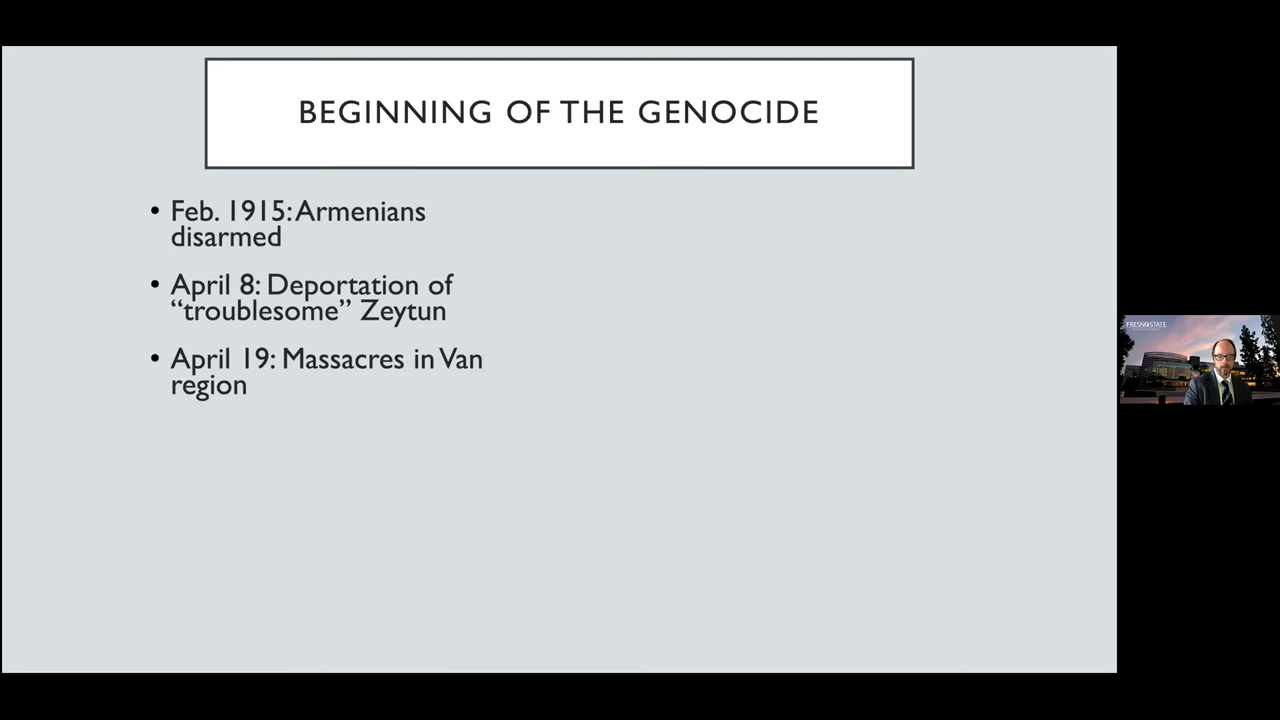 BEGINNING OF THE GENOCIDE
• Feb. 1915: Armenians
disarmed
• April 8: Deportation of
“troublesome” Zeytun
• April 19: Massacres in Van
region
FRESNO STATE